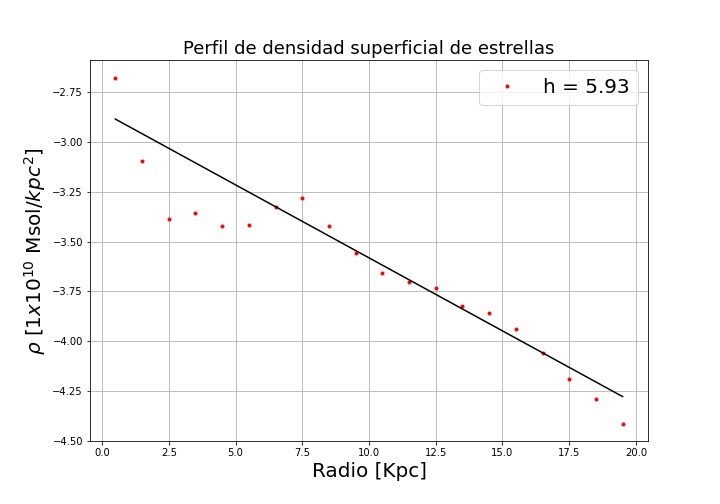 Perfil de densidad superficial de estrellas
h = 5.93
−2.75
−3.00
−3.25
−3.50
−3.75
−4.00
−4.25
−4.50
ρ [1x10¹⁰ Msol/kpc²]
0.0 2.5 5.0 7.5 10.0 12.5 15.0 17.5 20.0
Radio [Kpc]